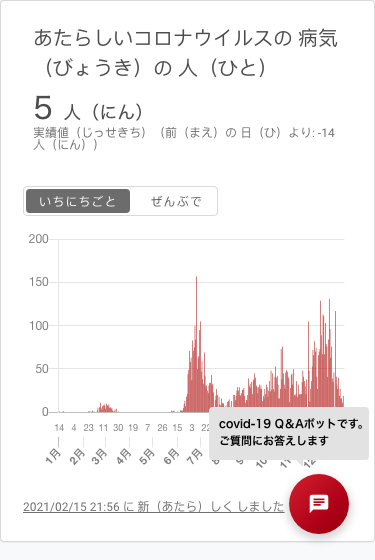 あたらしいコロナウイルスの 病気
（びょうき）の 人（ひと）
5 人（にん）
実績値（じっせきち）（前（まえ）の 日（ひ）より: -14
人（にん））
いちにちごと ぜんぶで
200
150
100
50
0
14 4 23 11 30 19 7 26 15 3 22
1月 2月 3月 4月 5月 6月 7月
covid-19 Q&Aボットです。
ご質問にお答えします
2021/02/15 21:56 に 新（あたら）しく しました